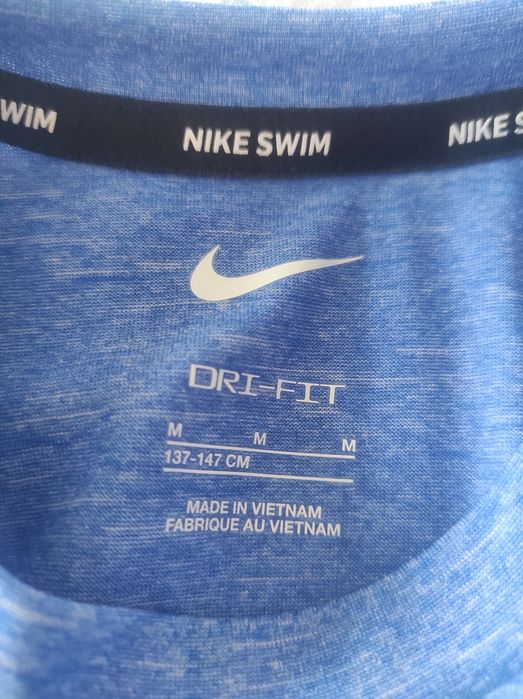 WIM NIKE SWIM NIKE S
DRI-FIT
M M M
137-147 CM
MADE IN VIETNAM
FABRIQUE AU VIETNAM